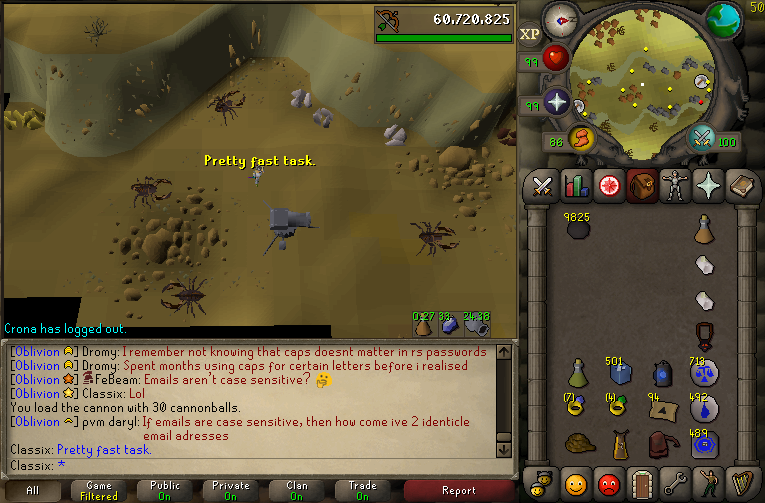 60,720,825
50
XP
99
99
86
100
Pretty fast task.
9825
Crona has logged out.
0:27 33 24:38
501
713
(7)
(4)
94
492
489
[Oblivion] Dromy: I remember not knowing that caps doesnt matter in rs passwords
[Oblivion] Dromy: Spent months using caps for certain letters before i realised
[Oblivion] FeBeam: Emails aren't case sensitive?
[Oblivion] Classix: Lol
You load the cannon with 30 cannonballs.
[Oblivion] pvm daryl: If emails are case sensitive, then how come ive 2 identicle
email adresses
Classix: Pretty fast task.
Classix: *
All
Game
Filtered
Public
On
Private
On
Clan
On
Trade
On
Report